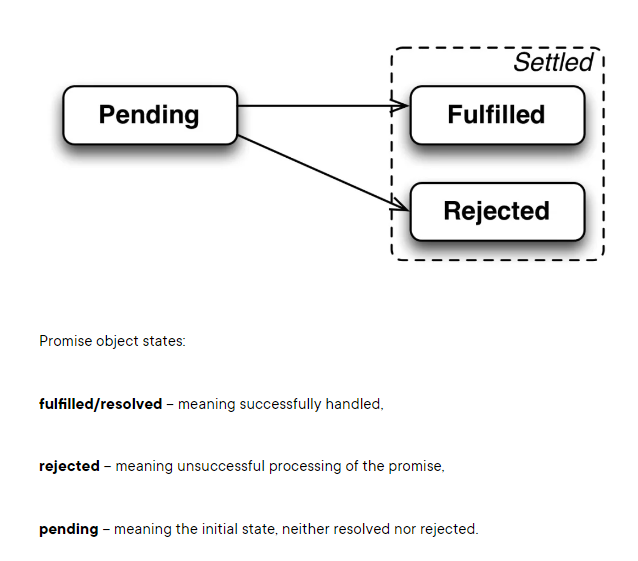 Settled
Pending
Fulfilled
Rejected
Promise object states:
fulfilled/resolved – meaning successfully handled,
rejected – meaning unsuccessful processing of the promise,
pending – meaning the initial state, neither resolved nor rejected.